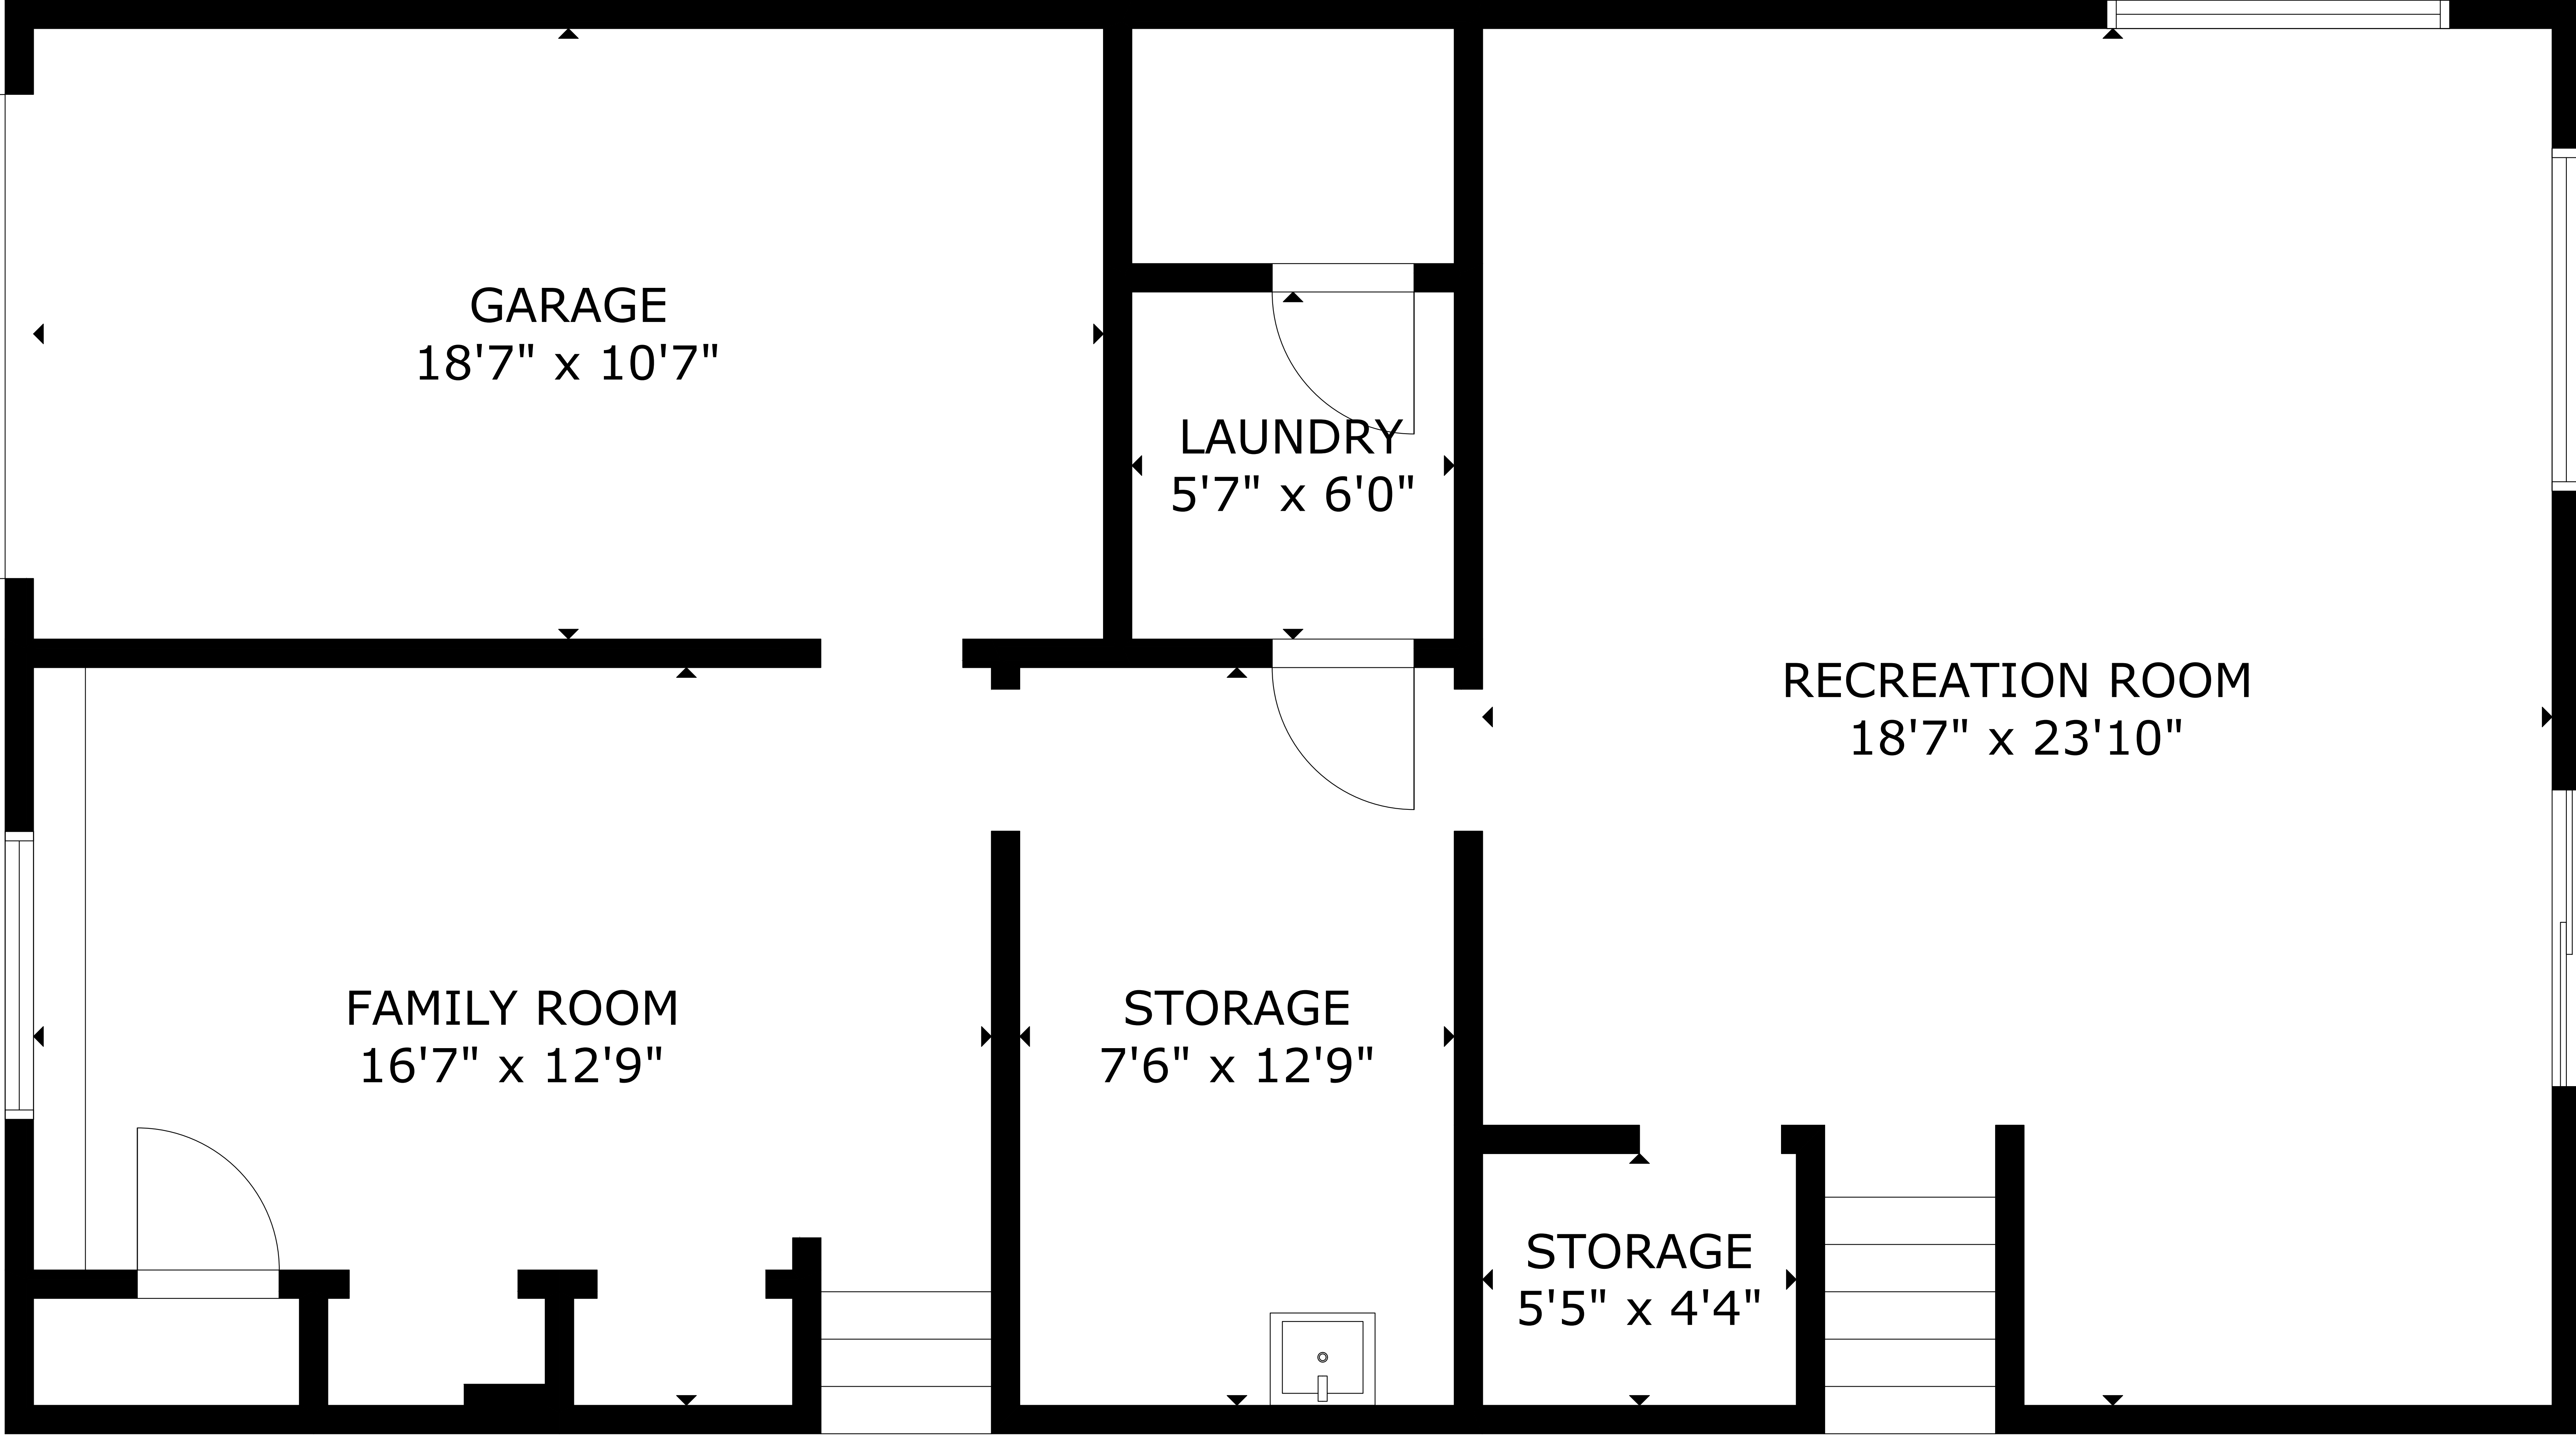 GARAGE
18'7" x 10'7"
LAUNDRY
5'7" x 6'0"
RECREATION ROOM
18'7" x 23'10"
FAMILY ROOM
16'7" x 12'9"
STORAGE
7'6" x 12'9"
STORAGE
5'5" x 4'4"